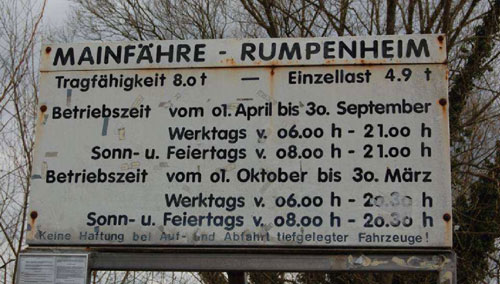 MAINFÄHRE - RUMPENHEIM
Tragfähigkeit 8.0 t — Einzellast 4.9 t
Betriebszeit vom 01. April bis 30. September
Werktags v. 06.00 h - 21.00 h
Sonn- u. Feiertags v. 08.00 h - 21.00 h
Betriebszeit vom 01. Oktober bis 30. März
Werktags v. 06.00 h - 20.30 h
Sonn- u. Feiertags v. 08.00 h - 20.30 h
Keine Haftung bei Auf- und Abfahrt tiefgelegter Fahrzeuge!